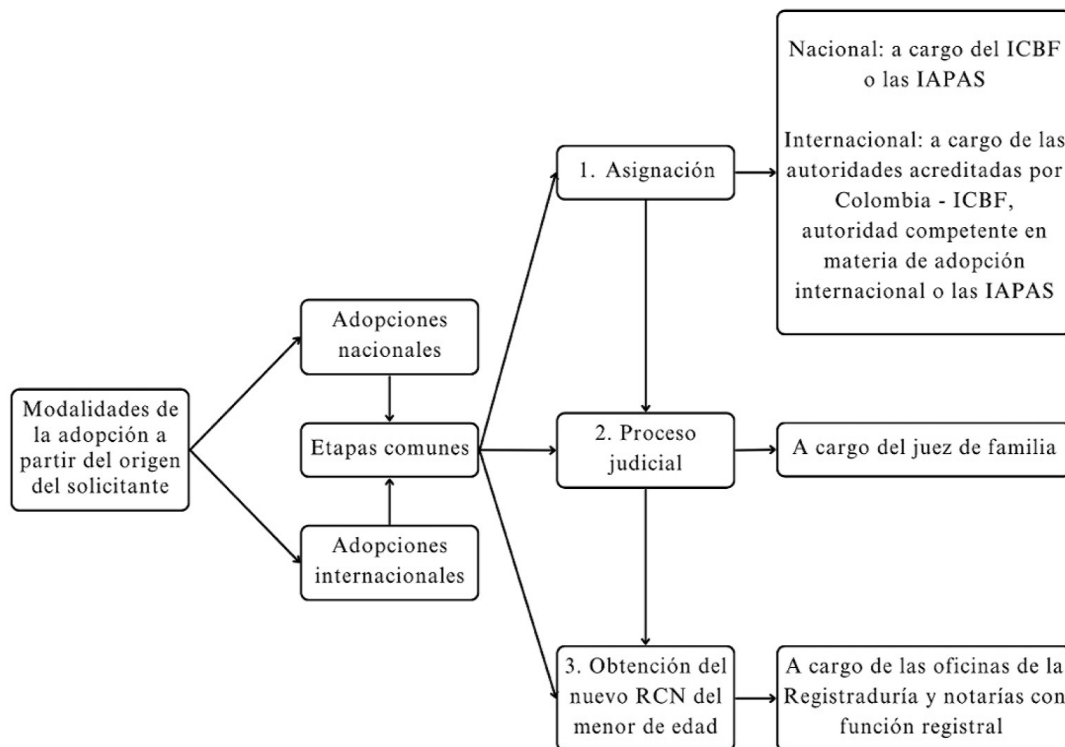 Modalidades de
la adopción a
partir del origen
del solicitante
Adopciones
nacionales
Etapas comunes
Adopciones
internacionales
1. Asignación
Nacional: a cargo del ICBF
o las IAPAS
Internacional: a cargo de las
autoridades acreditadas por
Colombia - ICBF,
autoridad competente en
materia de adopción
internacional o las IAPAS
2. Proceso
judicial
A cargo del juez de familia
3. Obtención del
nuevo RCN del
menor de edad
A cargo de las oficinas de la
Registraduría y notarías con
función registral